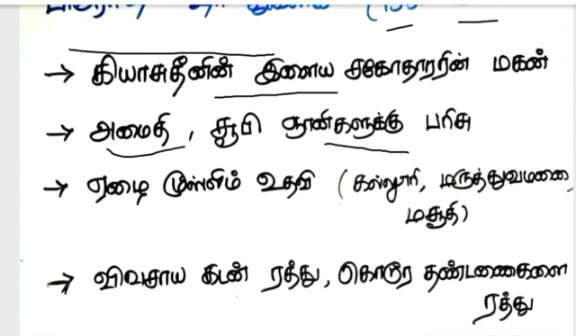 → கியாசுதீனின் இளைய சகோதாரரின் மகன்
→ அமைதி, சூபி ஞானிகளுக்கு பரிசு
→ ஏழை முஸ்லிம் உதவி (கல்லூரி, மருத்துவமனை,
மசூதி)
→ விவசாய கடன் ரத்து, கொடூர தண்டணைகளை
ரத்து